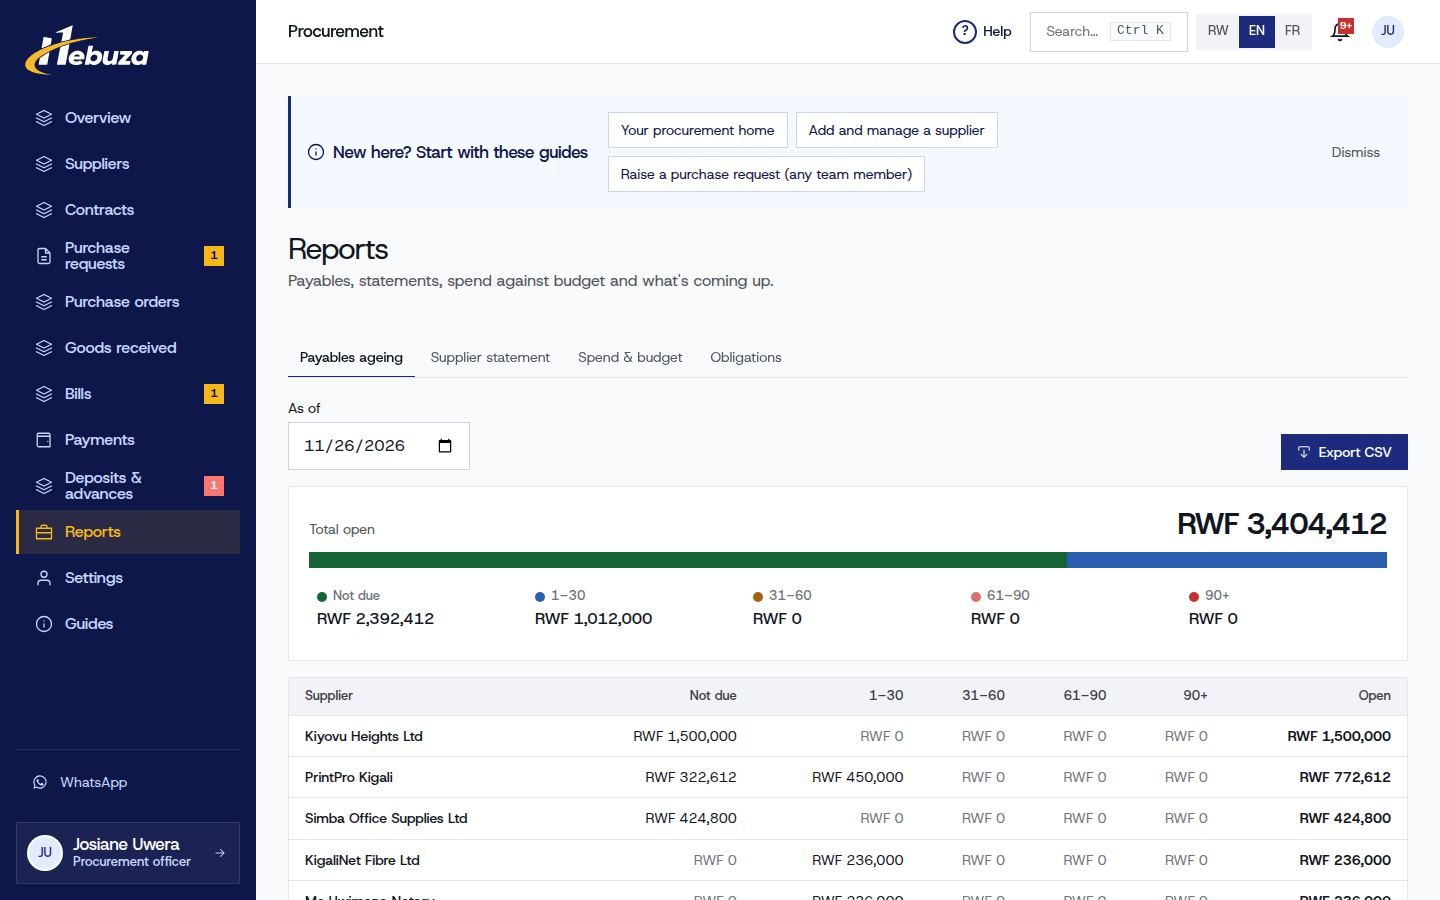 Hebuza
Procurement
Help
Search...
Ctrl K
RW
EN
FR
9+
JU
Overview
Suppliers
Contracts
Purchase
requests
1
Purchase orders
Goods received
Bills
1
Payments
Deposits &
advances
1
Reports
Settings
Guides
WhatsApp
JU
Josiane Uwera
Procurement officer
New here? Start with these guides
Your procurement home
Add and manage a supplier
Raise a purchase request (any team member)
Dismiss
Reports
Payables, statements, spend against budget and what's coming up.
Payables ageing
Supplier statement
Spend & budget
Obligations
As of
11/26/2026
Export CSV
Total open
RWF 3,404,412
Not due
RWF 2,392,412
1–30
RWF 1,012,000
31–60
RWF 0
61–90
RWF 0
90+
RWF 0
Supplier Not due 1–30 31–60 61–90 90+ Open
Kiyovu Heights Ltd RWF 1,500,000 RWF 0 RWF 0 RWF 0 RWF 0 RWF 1,500,000
PrintPro Kigali RWF 322,612 RWF 450,000 RWF 0 RWF 0 RWF 0 RWF 772,612
Simba Office Supplies Ltd RWF 424,800 RWF 0 RWF 0 RWF 0 RWF 0 RWF 424,800
KigaliNet Fibre Ltd RWF 0 RWF 236,000 RWF 0 RWF 0 RWF 0 RWF 236,000